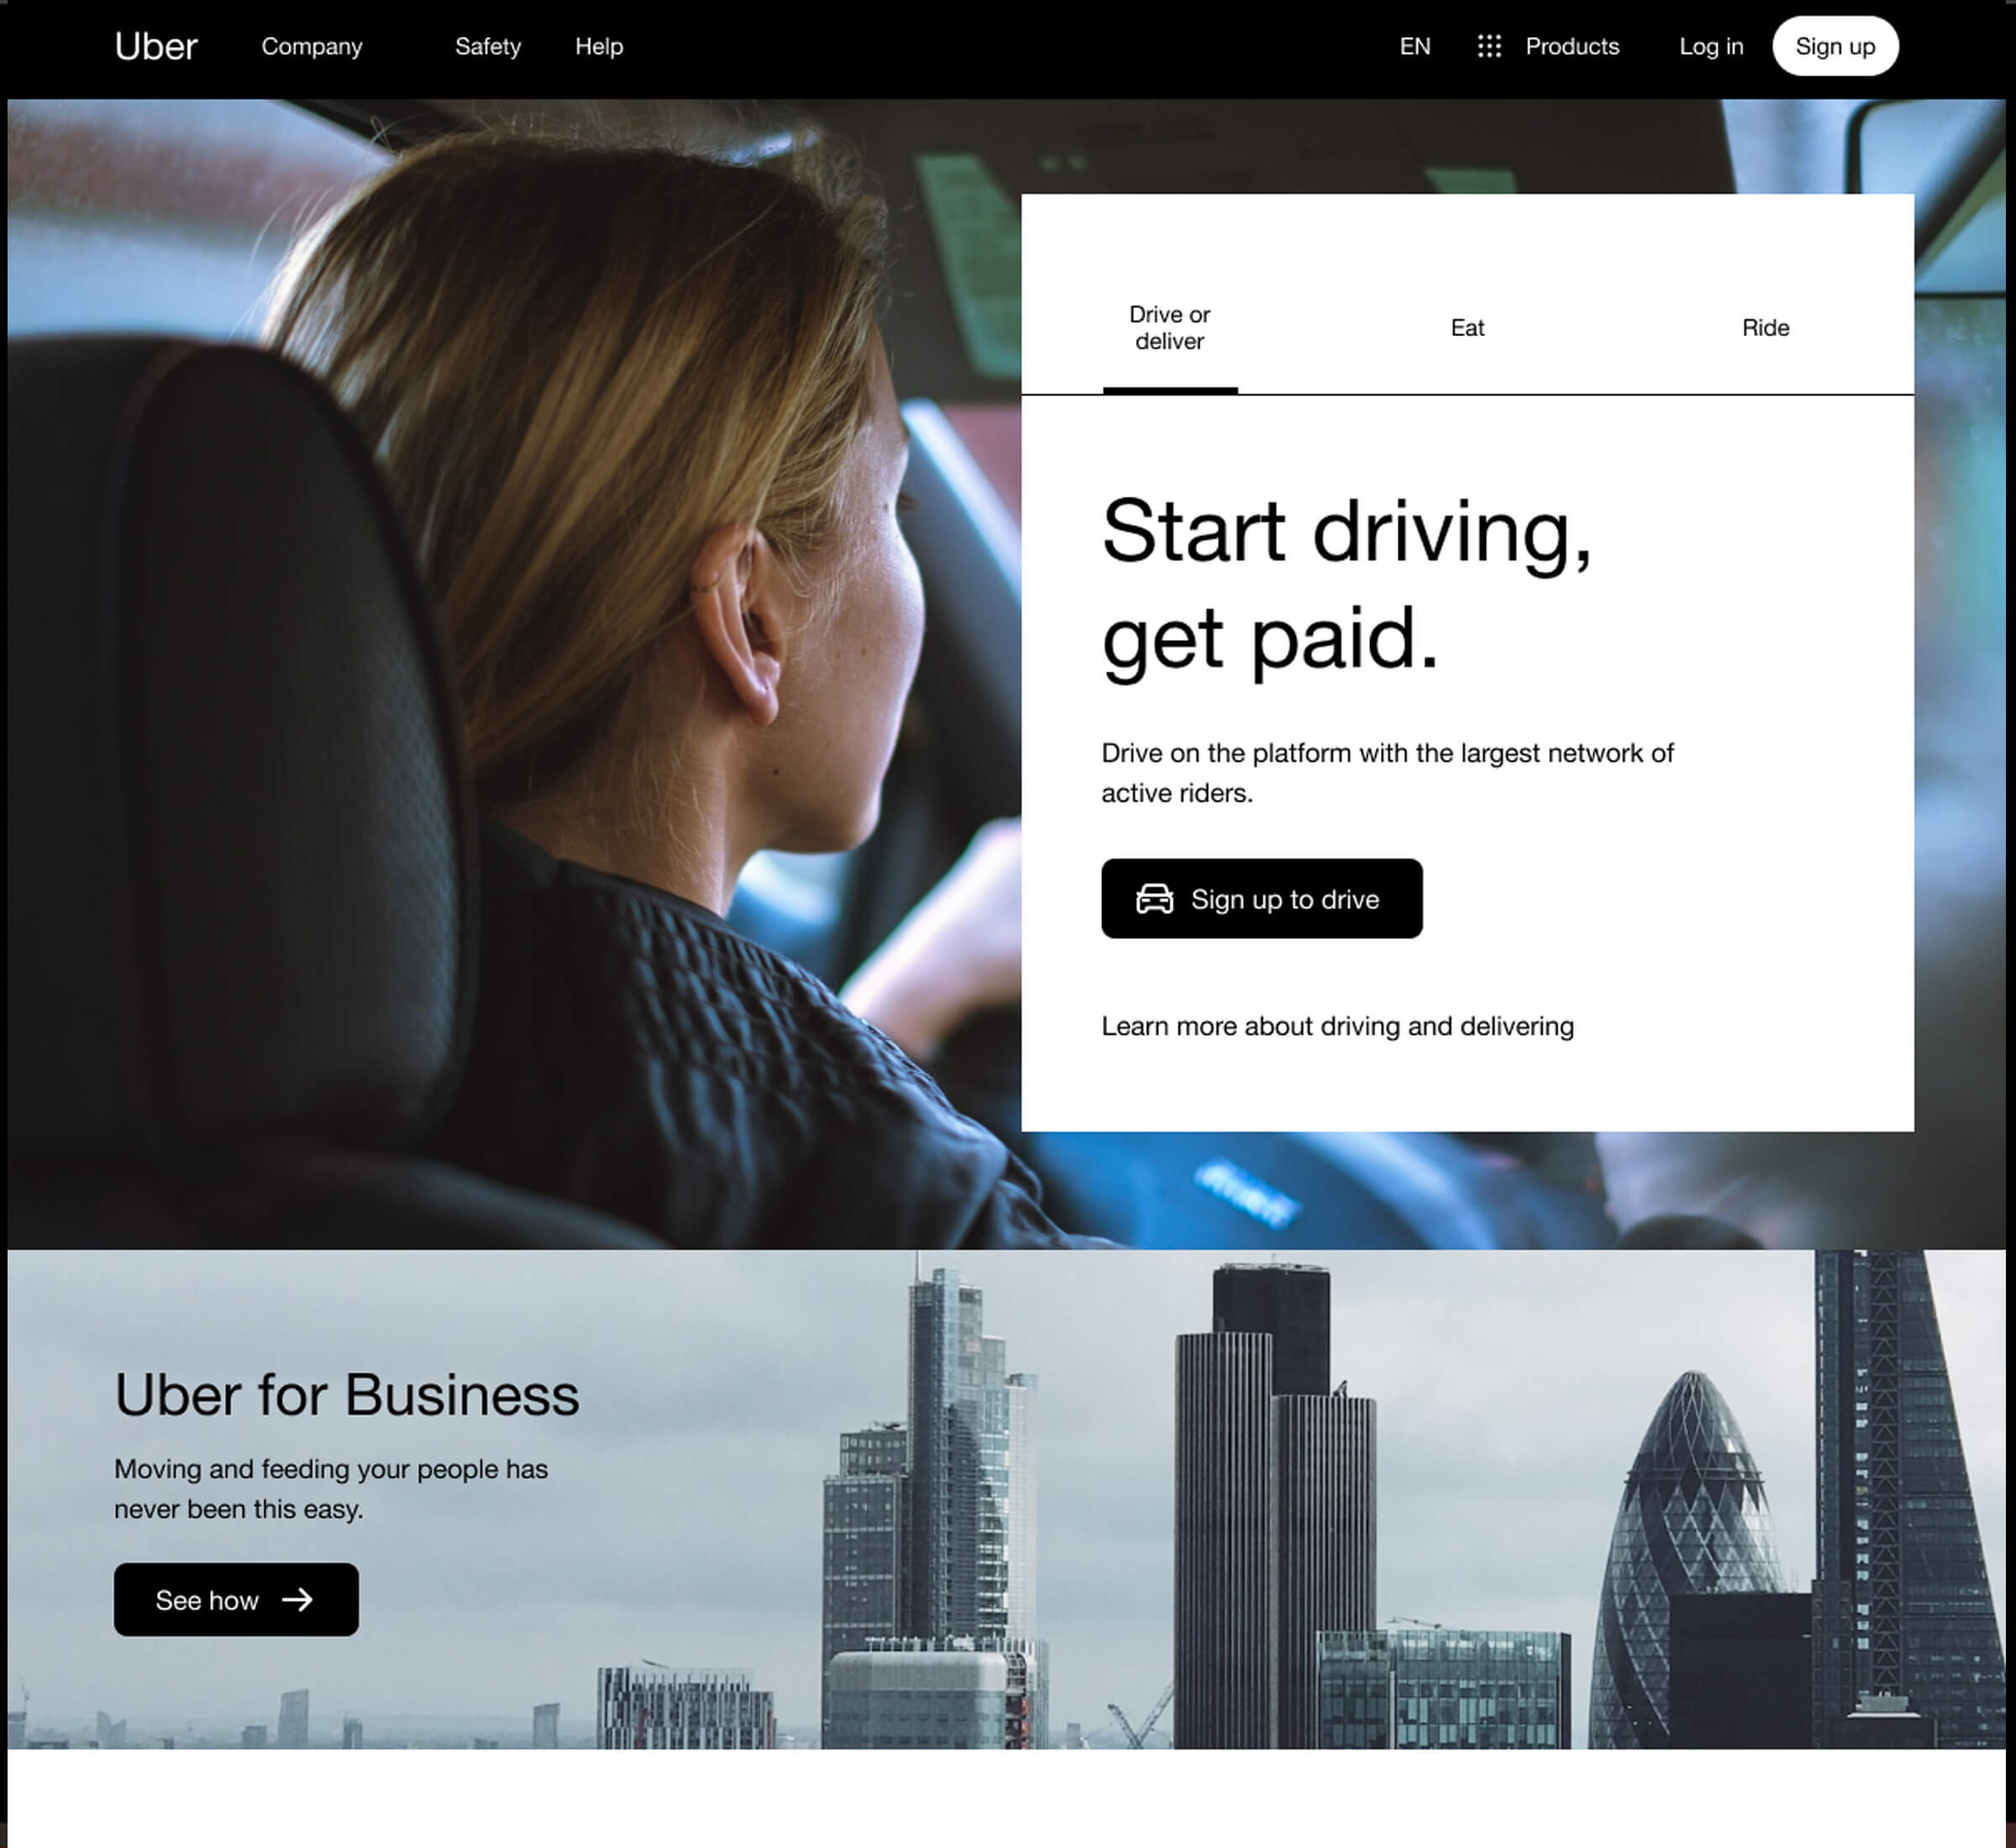 Uber Company Safety Help EN Products Log in Sign up
Drive or
deliver
Eat
Ride
Start driving,
get paid.
Drive on the platform with the largest network of
active riders.
Sign up to drive
Learn more about driving and delivering
Uber for Business
Moving and feeding your people has
never been this easy.
See how